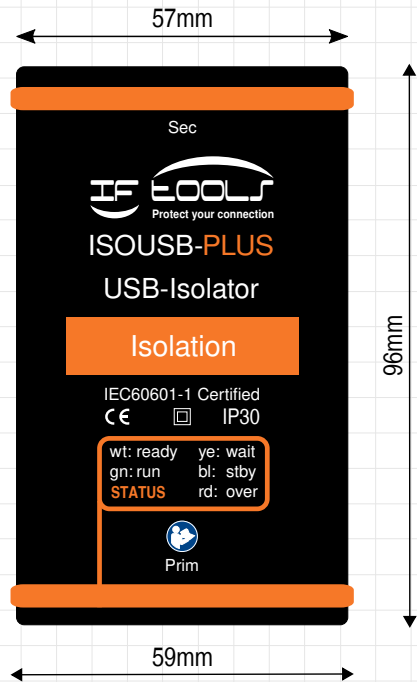 57mm
Sec
IF TOOLS
Protect your connection
ISOUSB-PLUS
USB-Isolator
Isolation
96mm
IEC60601-1 Certified
CE IP30
wt: ready ye: wait
gn: run bl: stby
STATUS rd: over
Prim
59mm